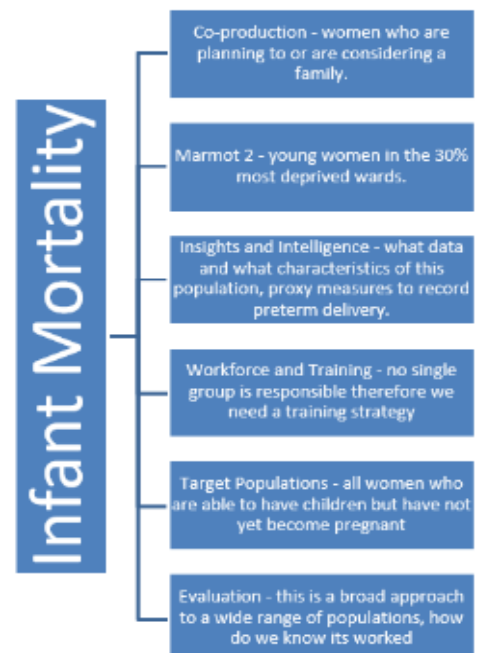 Infant Mortality
Co-production - women who are
planning to or are considering a
family.
Marmot 2 - young women in the 30%
most deprived wards.
Insights and Intelligence - what data
and what characteristics of this
population, proxy measures to record
preterm delivery.
Workforce and Training - no single
group is responsible therefore we
need a training strategy
Target Populations - all women who
are able to have children but have not
yet become pregnant
Evaluation - this is a broad approach
to a wide range of populations, how
do we know its worked